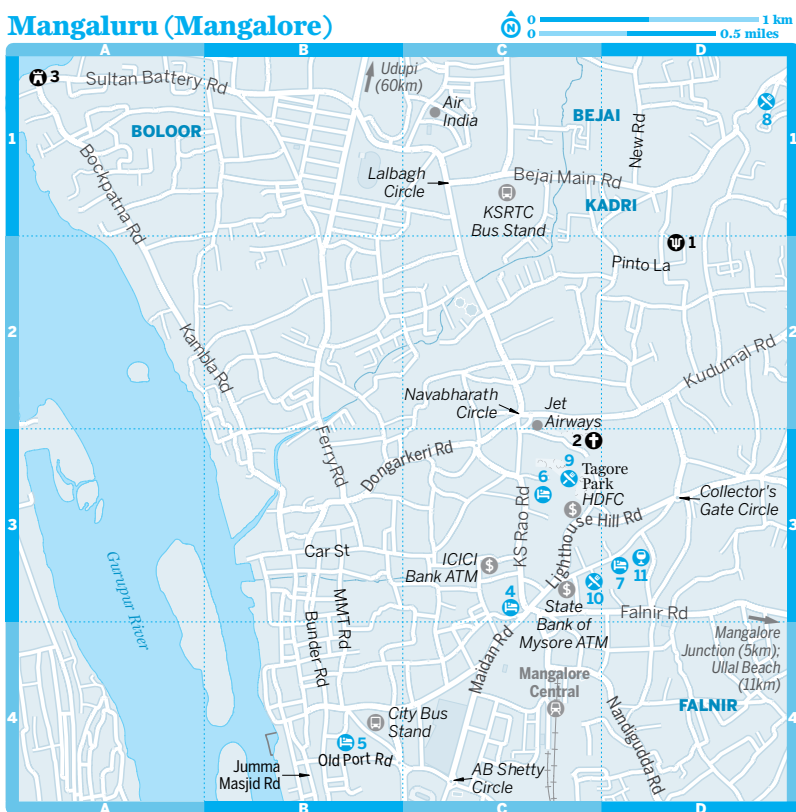 Mangaluru (Mangalore)
N
0 1 km
0 0.5 miles
A B C D
Udupi
(60km)
3
Sultan Battery Rd
Air
India
BEJAI
New Rd
8
1 1
BOLOOR
Bockpatna Rd
Lalbagh
Circle
Bejai Main Rd
KSRTC
Bus Stand
KADRI
1
Pinto La
2 2
Kambla Rd
Kudumal Rd
Navabharath
Circle
Jet
Airways
2
Ferry Rd
Dongarkeri Rd
9
6
Tagore
Park
HDFC
Collector's
Gate Circle
3 3
KS Rao Rd
Lighthouse Hill Rd
Car St
ICICI
Bank ATM
Gurupur River
4
10
7
11
MMT Rd
Bunder Rd
State
Bank of
Mysore ATM
Falnir Rd
Maidan Rd
Mangalore
Junction (5km);
Ullal Beach
(11km)
Mangalore
Central
FALNIR
4 4
City Bus
Stand
Nandigudda Rd
5
Old Port Rd
Jumma
Masjid Rd
AB Shetty
Circle
A B C D